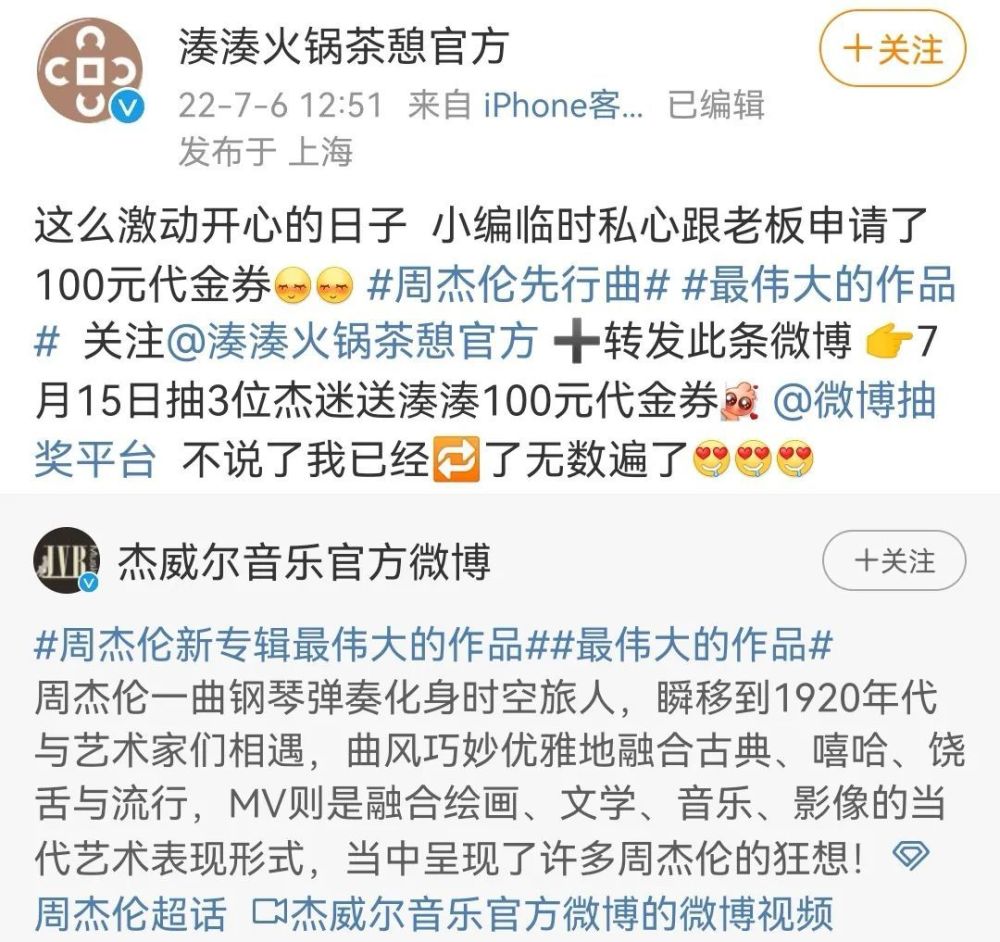 湊湊火锅茶憩官方
+关注
22-7-6 12:51 来自 iPhone客... 已编辑
发布于 上海
这么激动开心的日子 小编临时私心跟老板申请了
100元代金券 #周杰伦先行曲# #最伟大的作品
# 关注@湊湊火锅茶憩官方 ➕转发此条微博 👉7
月15日抽3位杰迷送湊湊100元代金券 @微博抽
奖平台 不说了我已经🔁了无数遍了
JVR Music
杰威尔音乐官方微博
+关注
#周杰伦新专辑最伟大的作品##最伟大的作品#
周杰伦一曲钢琴弹奏化身时空旅人，瞬移到1920年代
与艺术家们相遇，曲风巧妙优雅地融合古典、嘻哈、饶
舌与流行，MV则是融合绘画、文学、音乐、影像的当
代艺术表现形式，当中呈现了许多周杰伦的狂想！
周杰伦超话 杰威尔音乐官方微博的微博视频